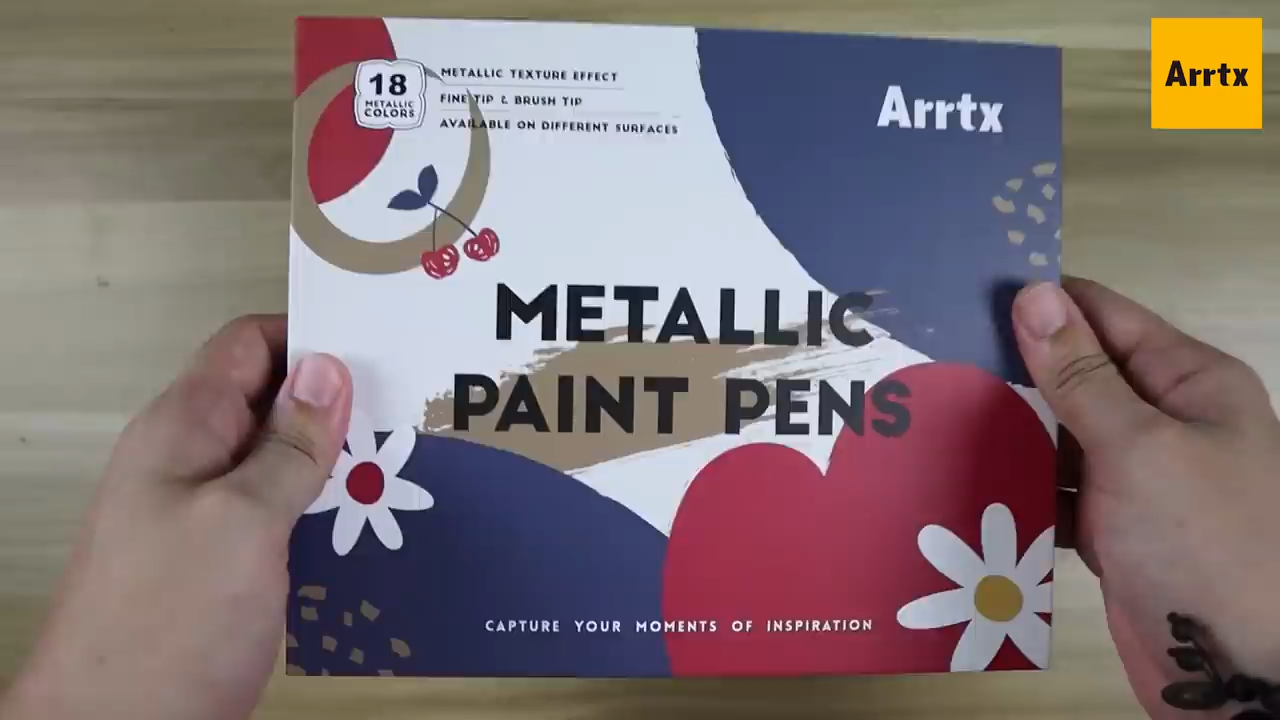 18
METALLIC
COLORS
METALLIC TEXTURE EFFECT
FINE TIP & BRUSH TIP
AVAILABLE ON DIFFERENT SURFACES
Arrtx
Arrtx
METALLIC
PAINT PENS
CAPTURE YOUR MOMENTS OF INSPIRATION